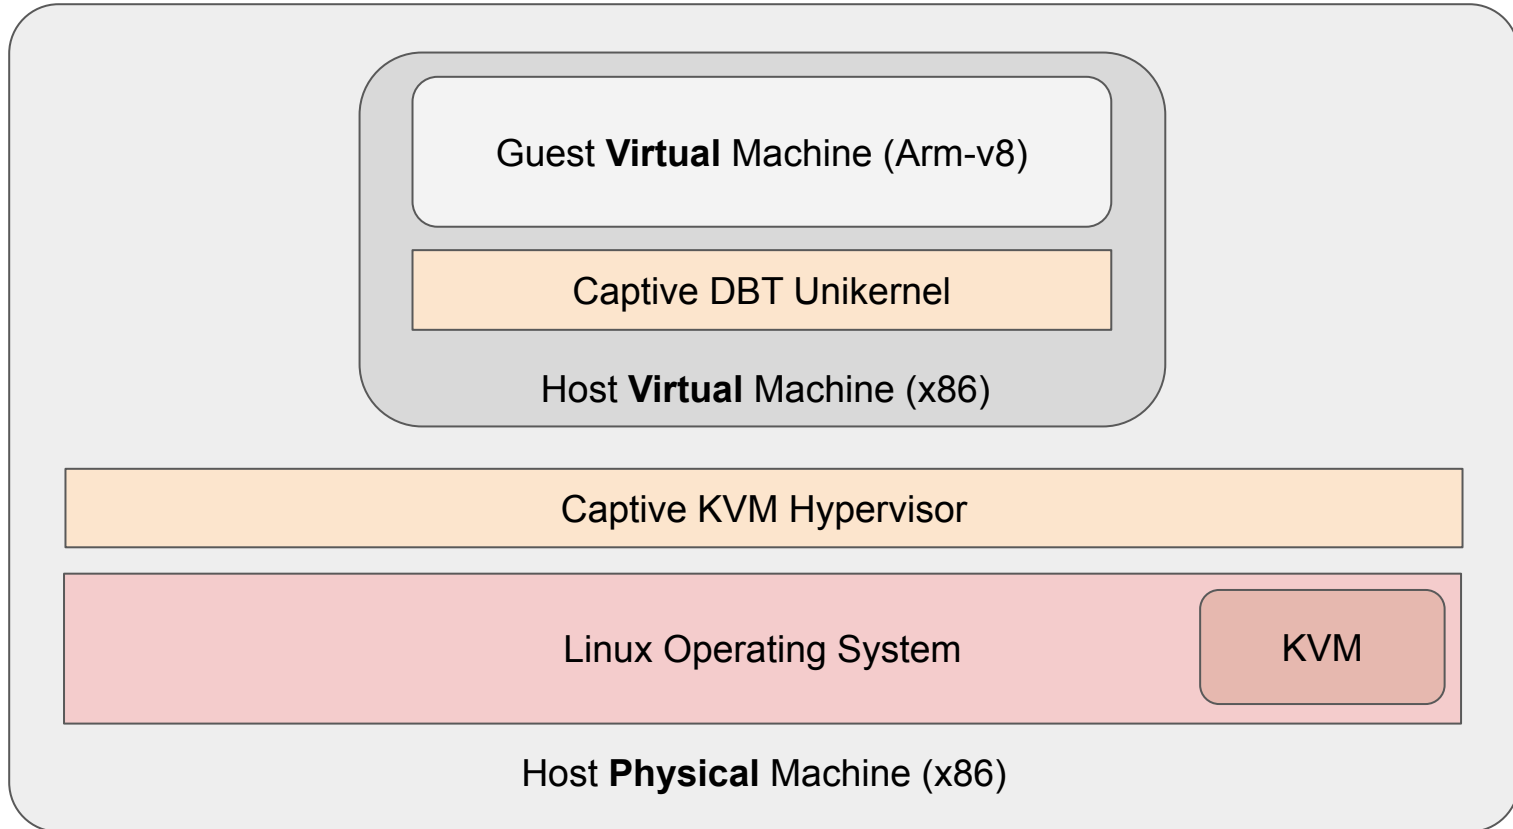 Guest Virtual Machine (Arm-v8)
Captive DBT Unikernel
Host Virtual Machine (x86)
Captive KVM Hypervisor
Linux Operating System
KVM
Host Physical Machine (x86)